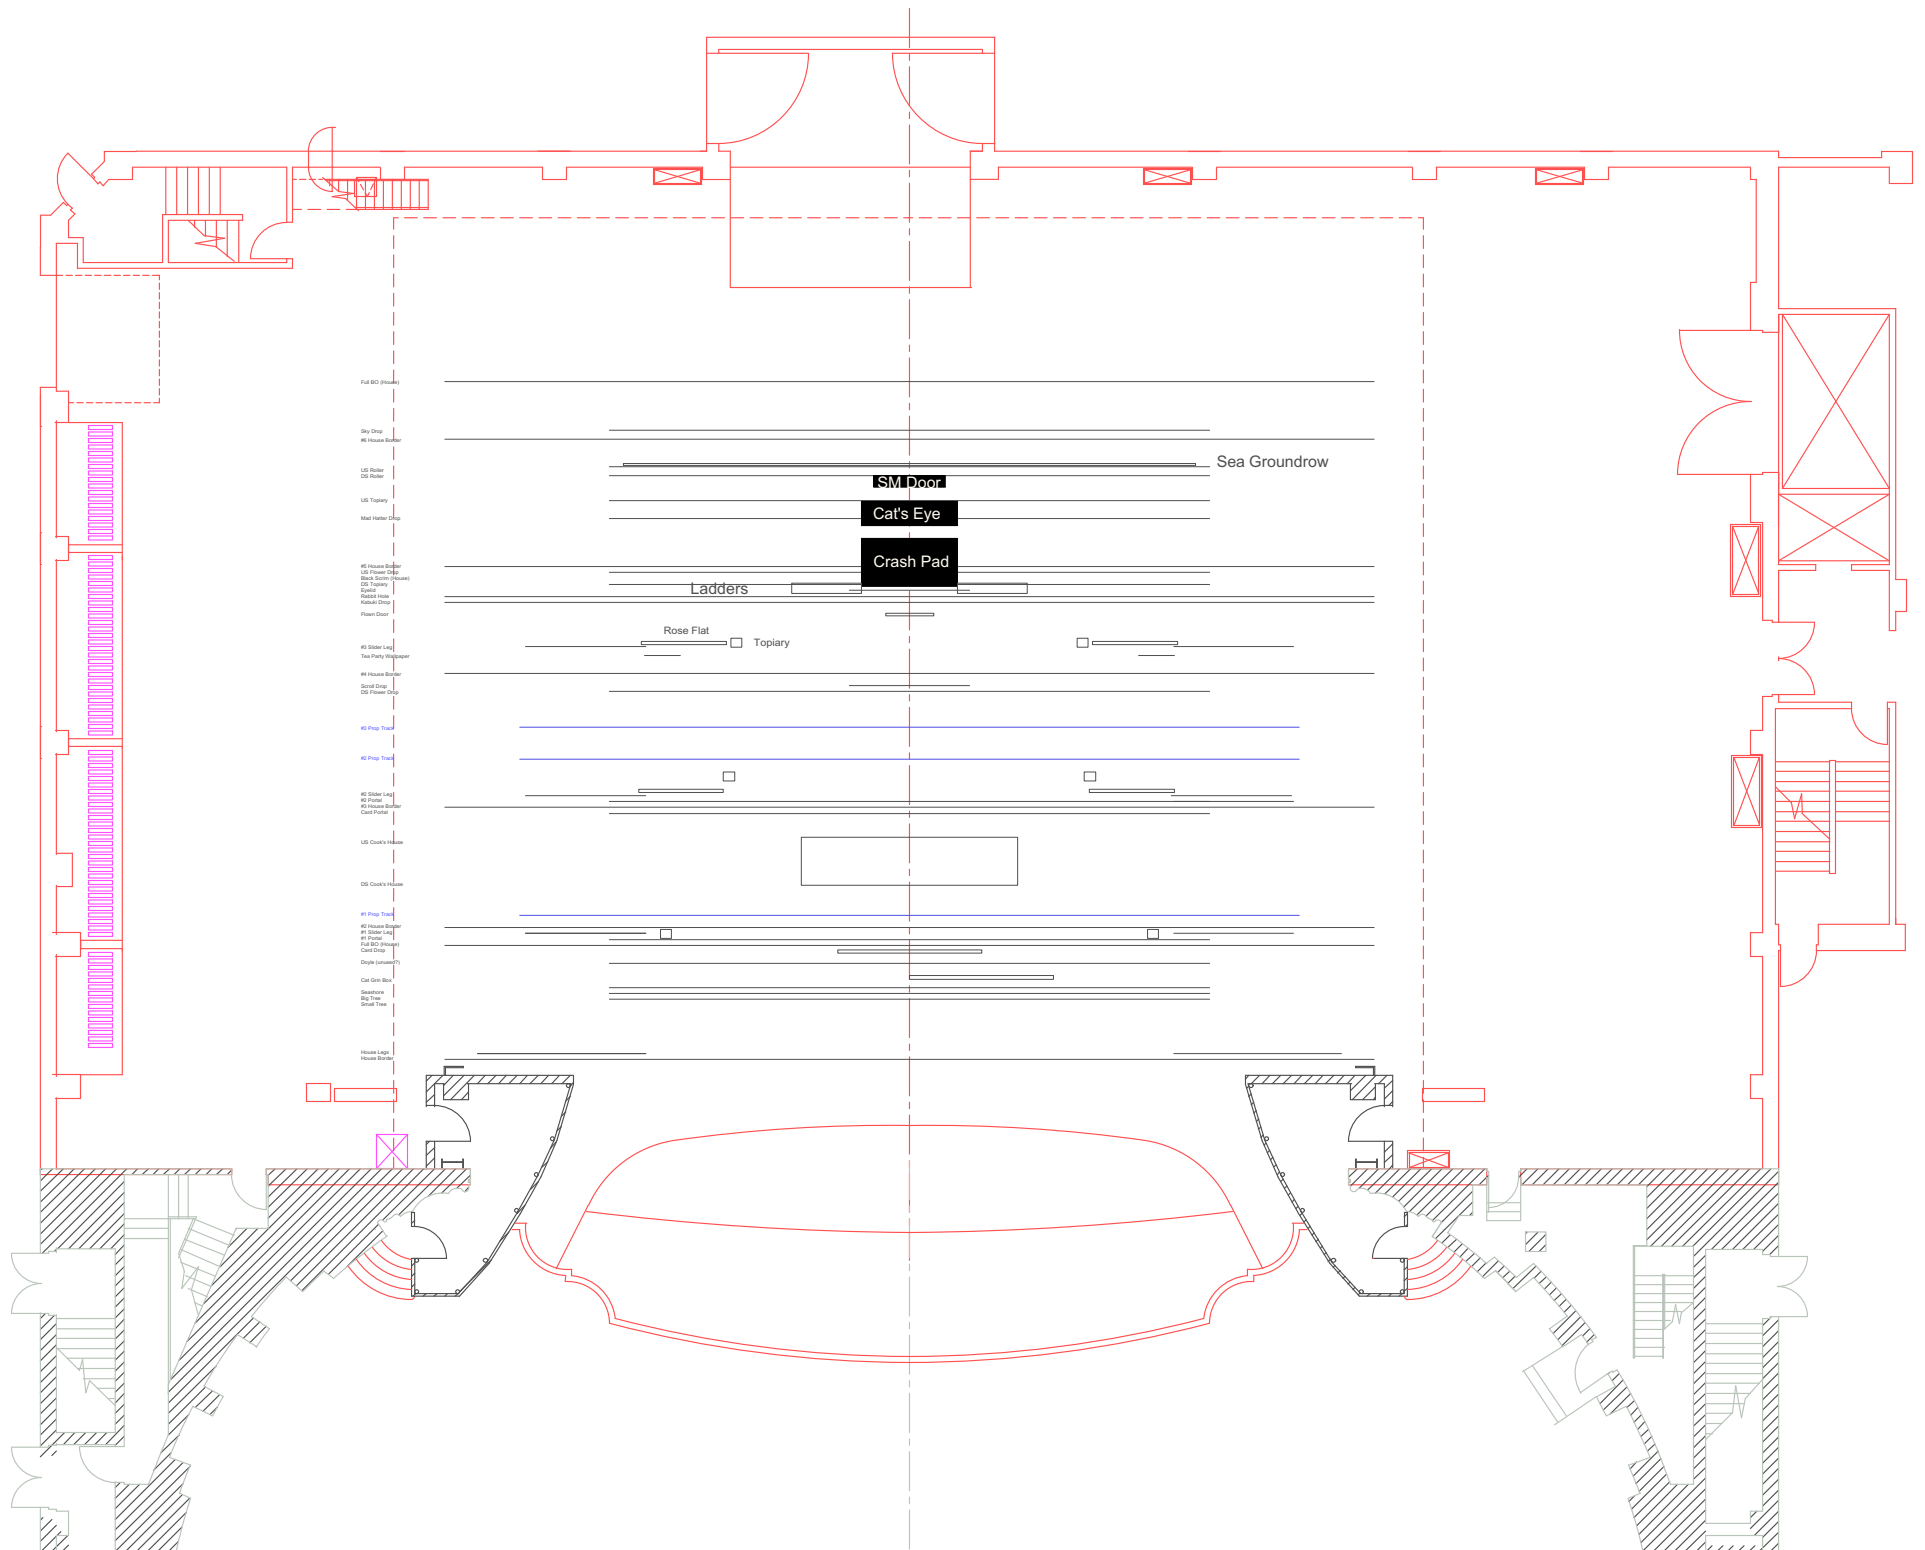 Full BO (House)
Sky Drop
#6 House Border
Sea Groundrow
US Roller
DS Roller
SM Door
US Topiary
Cat's Eye
Mad Hatter Drop
Crash Pad
#5 House Border
US Flower Drop
Black Scrim (House)
DS Topiary
Eyelid
Ladders
Rabbit Hole
Kabuki Drop
Flown Door
Rose Flat
Topiary
#3 Slider Leg
Tea Party Wallpaper
#4 House Border
Scroll Drop
DS Flower Drop
#3 Prop Track
#2 Prop Track
#2 Slider Leg
#2 Portal
#3 House Border
Card Portal
US Cook's House
DS Cook's House
#1 Prop Track
#2 House Border
#1 Slider Leg
#1 Portal
Full BO (House)
Card Drop
Doyle (unused?)
Cat Grin Box
Seashore
Big Tree
Small Tree
House Legs
House Border